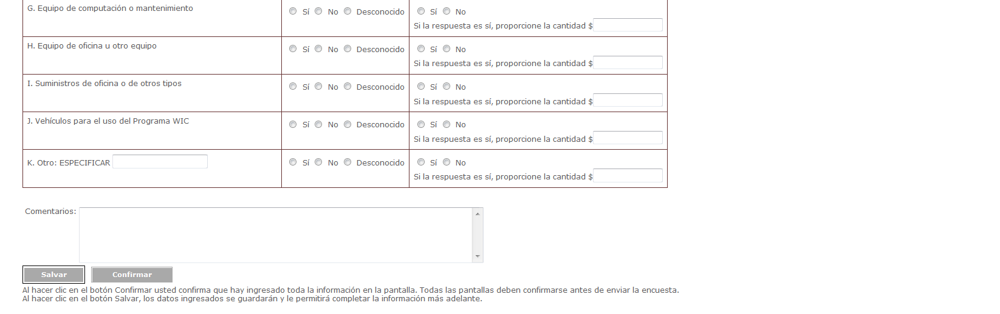 G. Equipo de computación o mantenimiento
Sí No Desconocido
Sí No
Si la respuesta es sí, proporcione la cantidad $
H. Equipo de oficina u otro equipo
Sí No Desconocido
Sí No
Si la respuesta es sí, proporcione la cantidad $
I. Suministros de oficina o de otros tipos
Sí No Desconocido
Sí No
Si la respuesta es sí, proporcione la cantidad $
J. Vehículos para el uso del Programa WIC
Sí No Desconocido
Sí No
Si la respuesta es sí, proporcione la cantidad $
K. Otro: ESPECIFICAR
Sí No Desconocido
Sí No
Si la respuesta es sí, proporcione la cantidad $
Comentarios:
Salvar Confirmar
Al hacer clic en el botón Confirmar usted confirma que hay ingresado toda la información en la pantalla. Todas las pantallas deben confirmarse antes de enviar la encuesta.
Al hacer clic en el botón Salvar, los datos ingresados se guardarán y le permitirá completar la información más adelante.